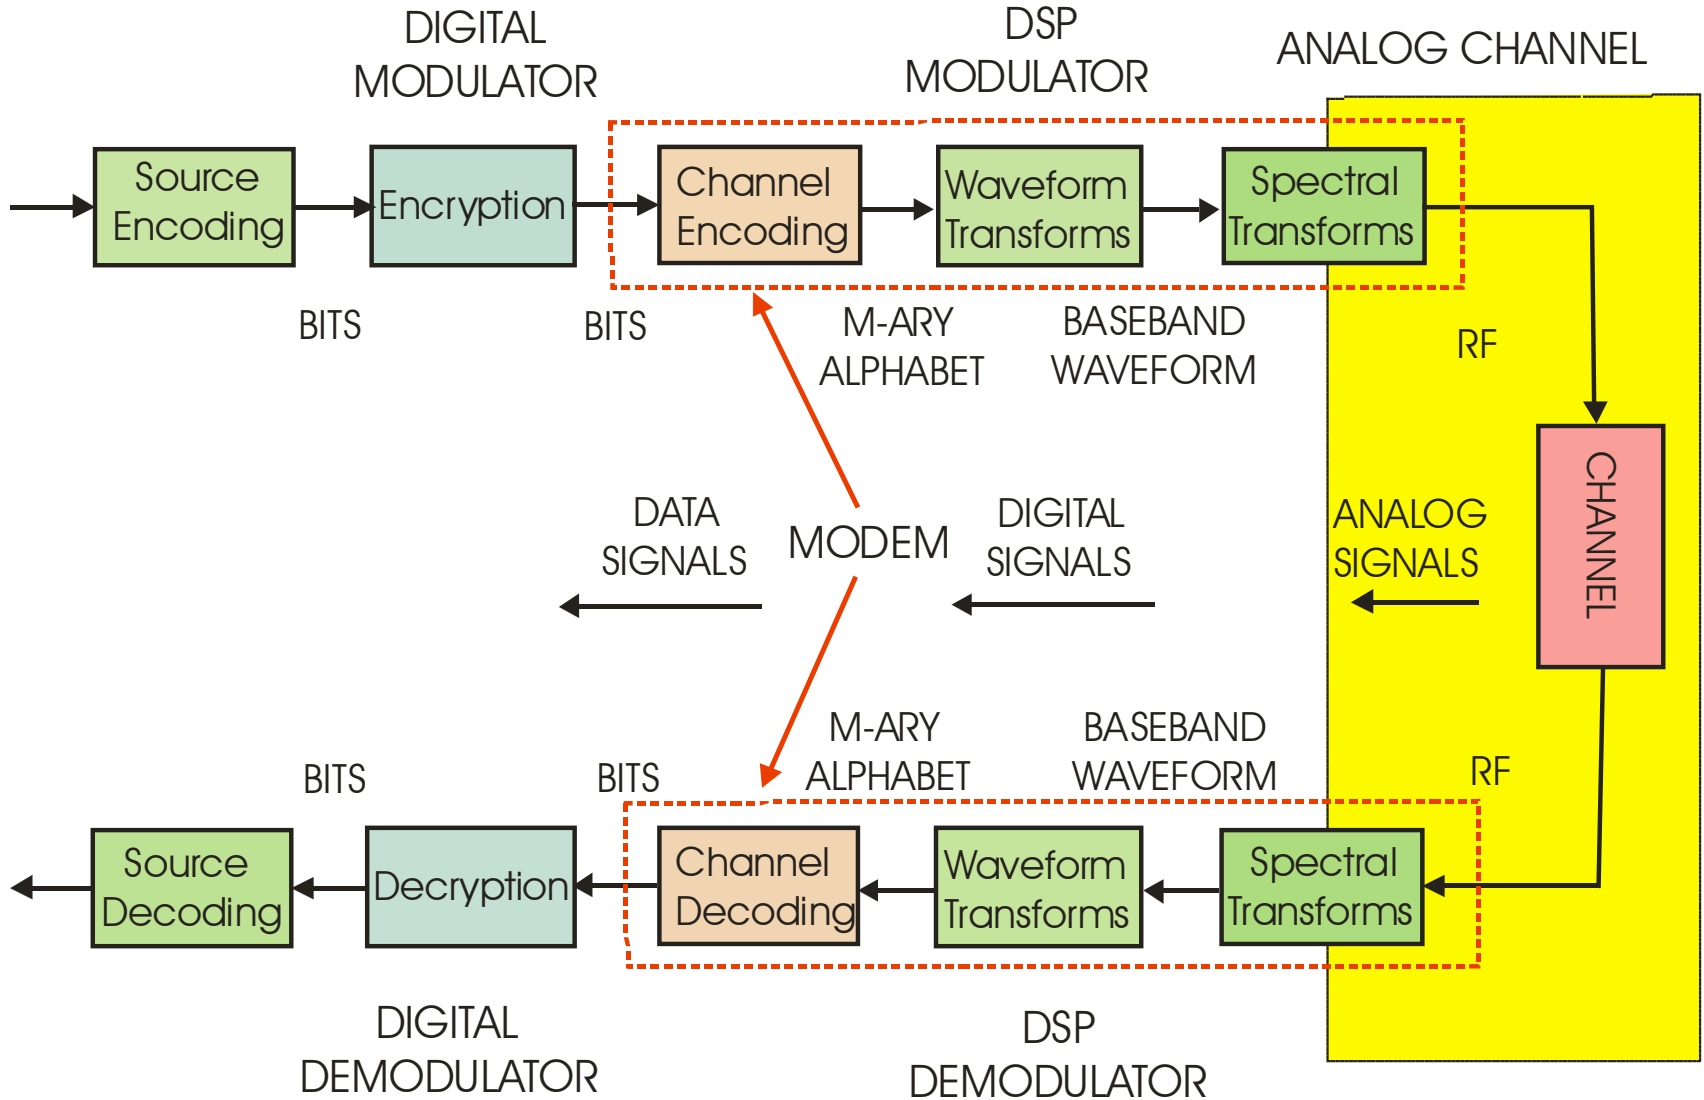 DIGITAL
MODULATOR
DSP
MODULATOR
ANALOG CHANNEL
Source
Encoding
Encryption
Channel
Encoding
Waveform
Transforms
Spectral
Transforms
BITS
BITS
M-ARY
ALPHABET
BASEBAND
WAVEFORM
RF
DATA
SIGNALS
MODEM
DIGITAL
SIGNALS
ANALOG
SIGNALS
CHANNEL
BITS
BITS
M-ARY
ALPHABET
BASEBAND
WAVEFORM
RF
Source
Decoding
Decryption
Channel
Decoding
Waveform
Transforms
Spectral
Transforms
DIGITAL
DEMODULATOR
DSP
DEMODULATOR